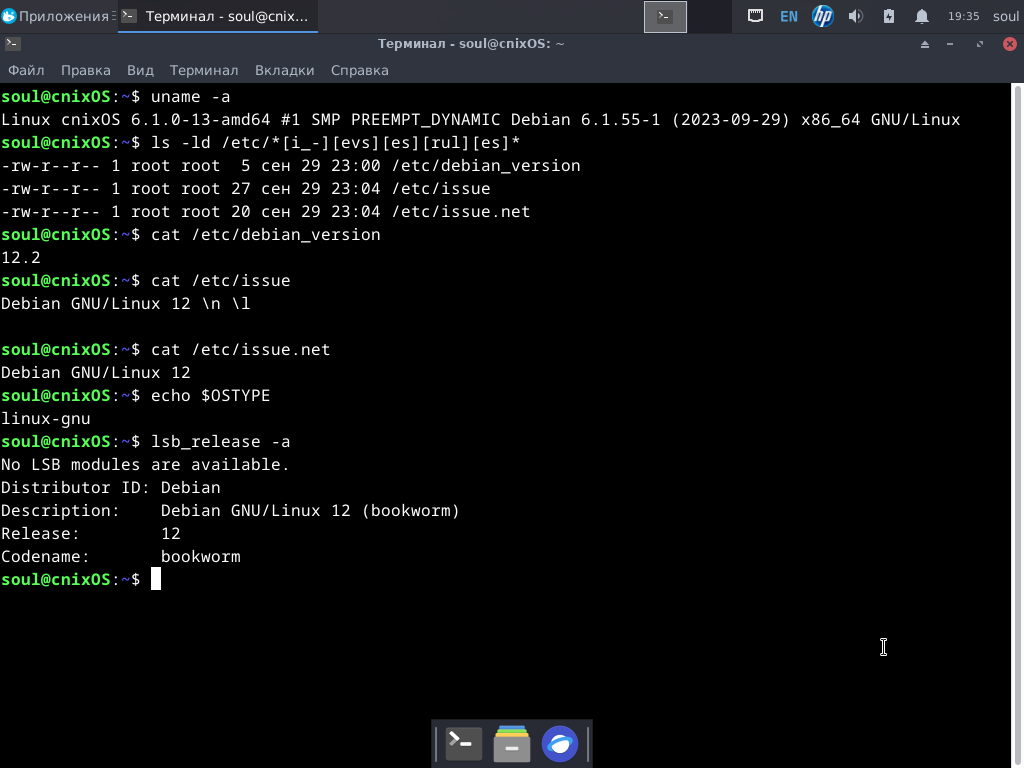 Приложения
Терминал - soul@cnix...
EN
hp
19:35
soul
Терминал - soul@cnixOS: ~
Файл Правка Вид Терминал Вкладки Справка
soul@cnixOS:~$ uname -a
Linux cnixOS 6.1.0-13-amd64 #1 SMP PREEMPT_DYNAMIC Debian 6.1.55-1 (2023-09-29) x86_64 GNU/Linux
soul@cnixOS:~$ ls -ld /etc/*[i_-][evs][es][rul][es]*
-rw-r--r-- 1 root root  5 сен 29 23:00 /etc/debian_version
-rw-r--r-- 1 root root 27 сен 29 23:04 /etc/issue
-rw-r--r-- 1 root root 20 сен 29 23:04 /etc/issue.net
soul@cnixOS:~$ cat /etc/debian_version
12.2
soul@cnixOS:~$ cat /etc/issue
Debian GNU/Linux 12 \n \l
soul@cnixOS:~$ cat /etc/issue.net
Debian GNU/Linux 12
soul@cnixOS:~$ echo $OSTYPE
linux-gnu
soul@cnixOS:~$ lsb_release -a
No LSB modules are available.
Distributor ID: Debian
Description:    Debian GNU/Linux 12 (bookworm)
Release:        12
Codename:       bookworm
soul@cnixOS:~$